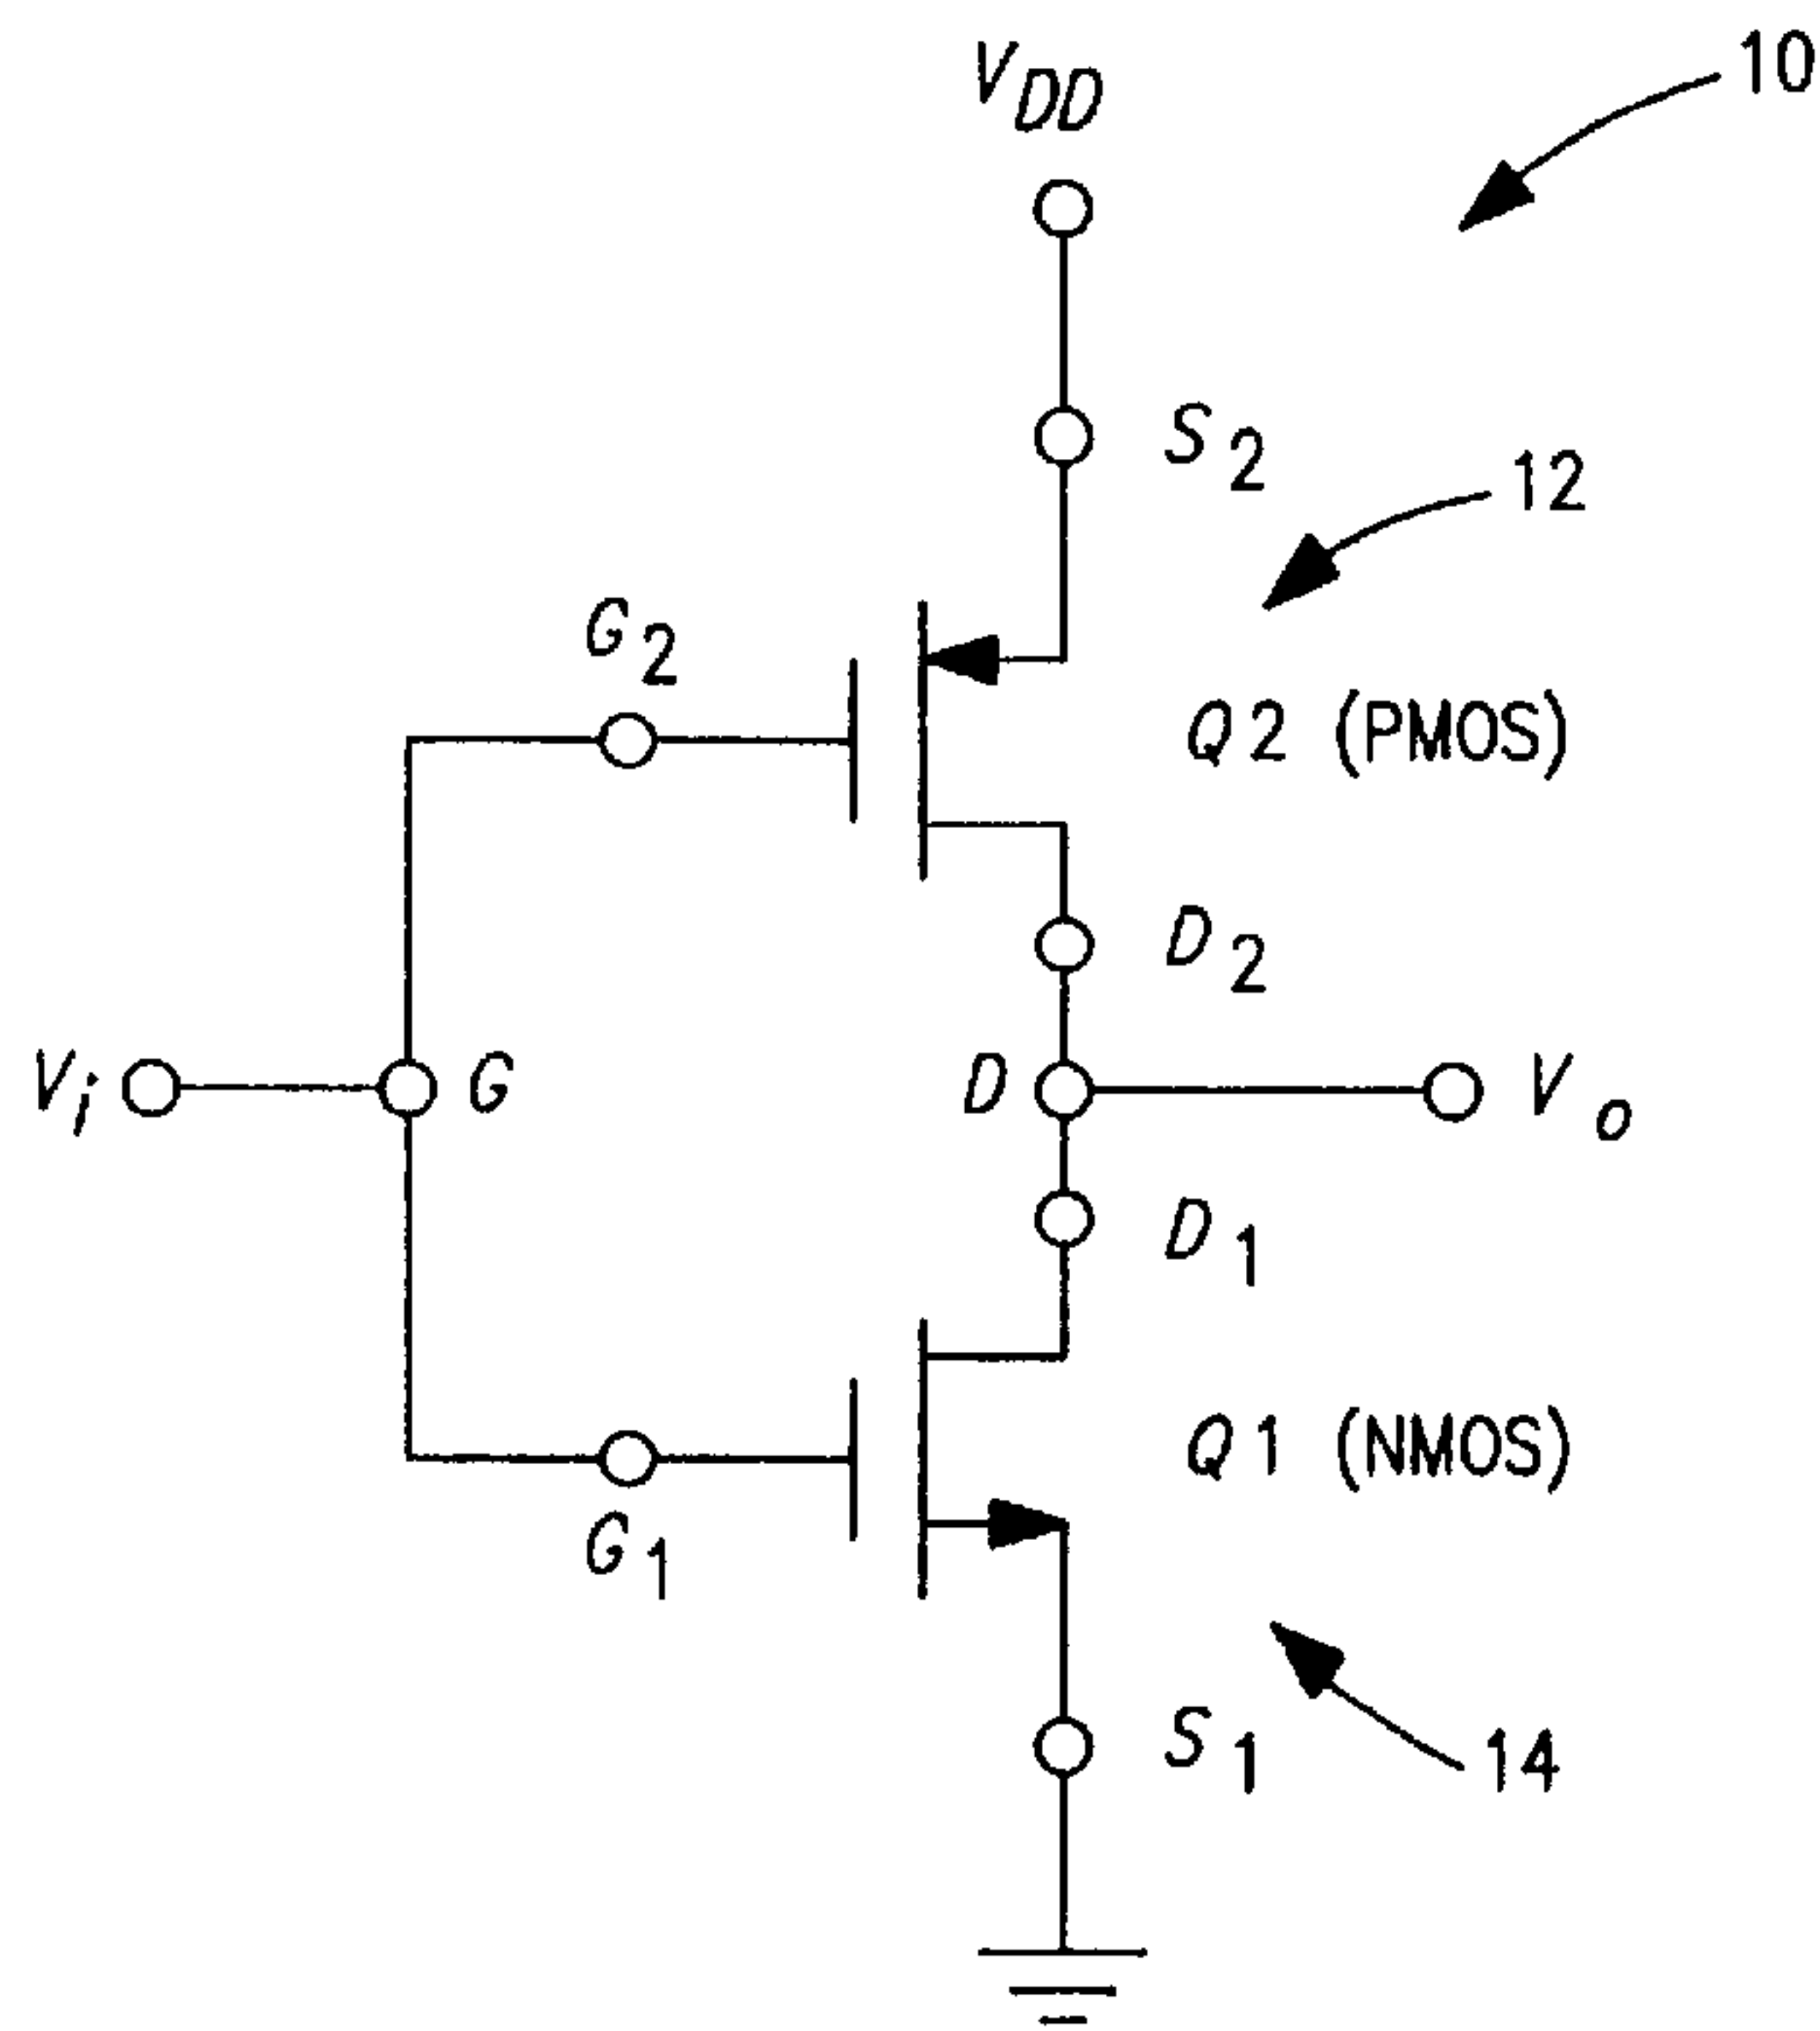 VDD
10
S2
12
G2
Q2 (PMOS)
D2
Vi
G
D
Vo
D1
Q1 (NMOS)
G1
S1
14